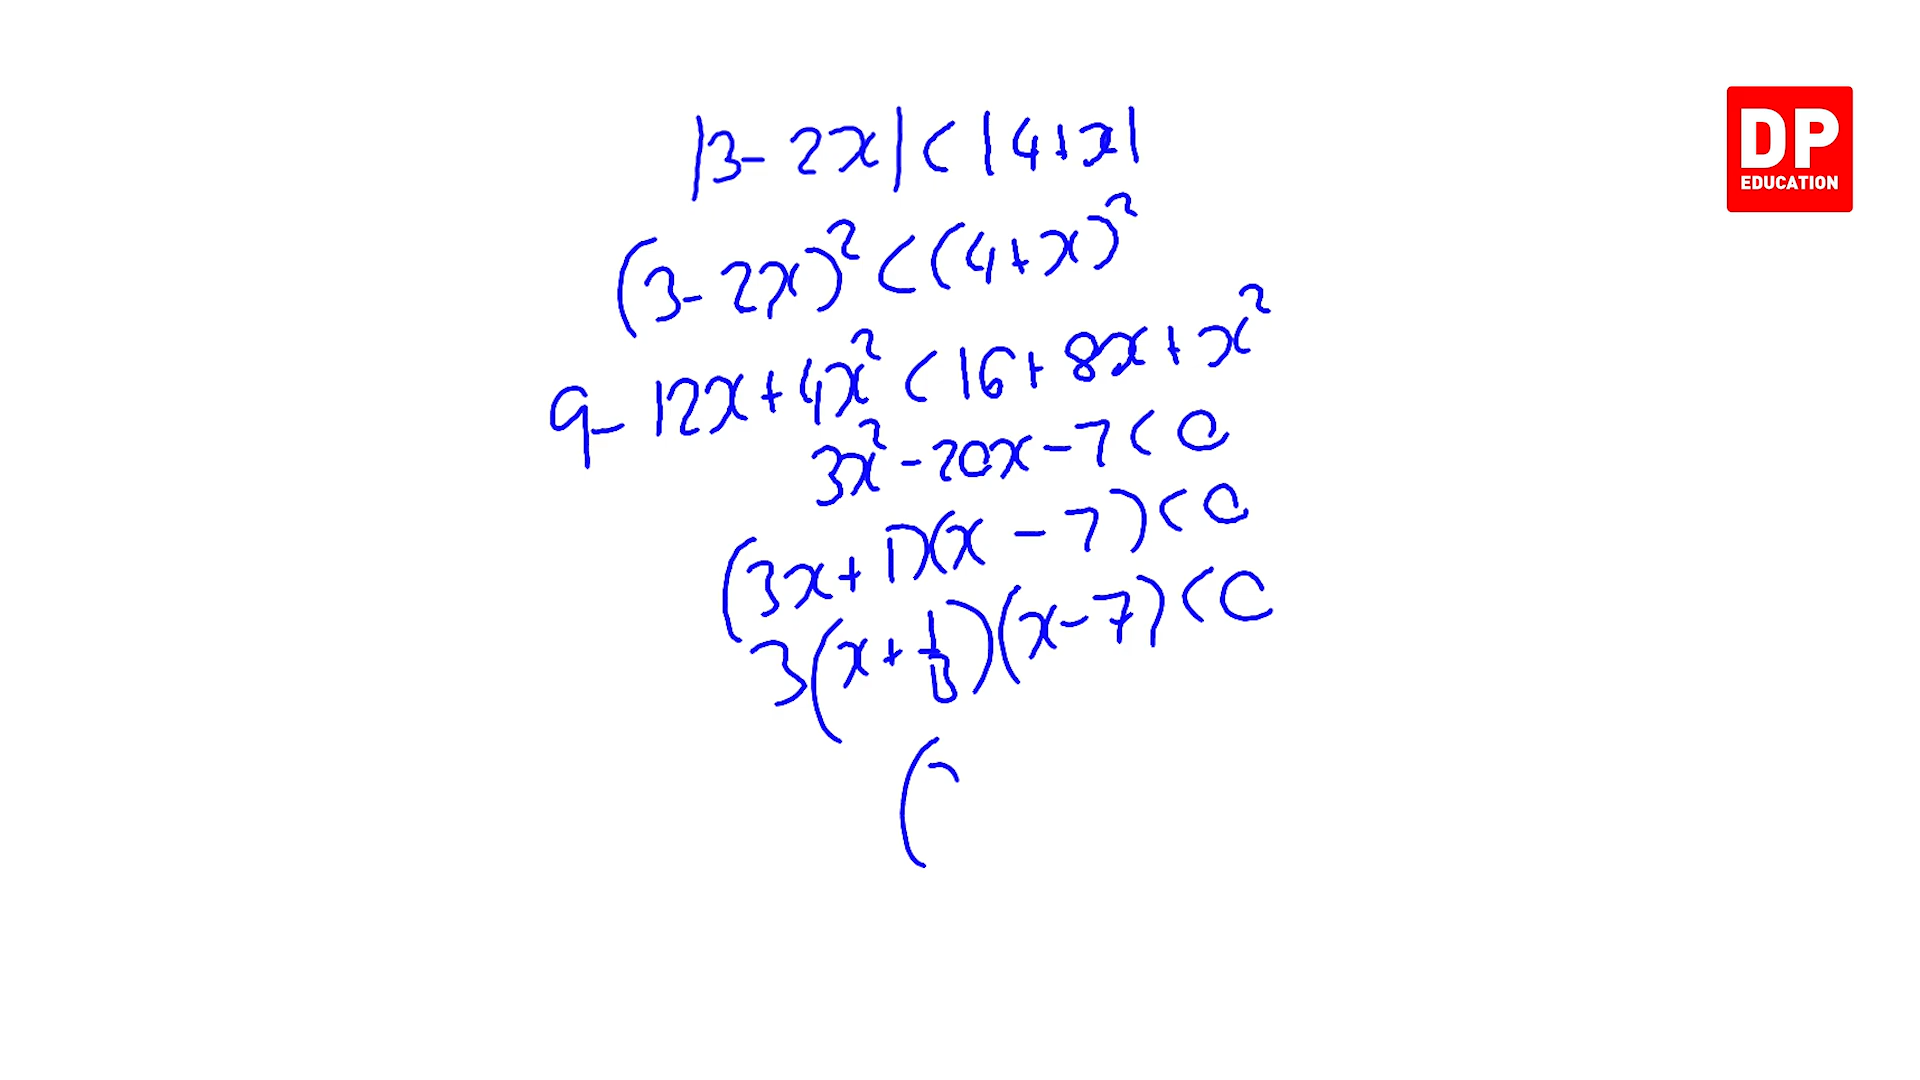 |3-2x|<|4+x|
(3-2x)²<(4+x)²
9-12x+4x²<16+8x+x²
3x²-20x-7<0
(3x+1)(x-7)<0
3(x+1/3)(x-7)<0
(
DP
EDUCATION